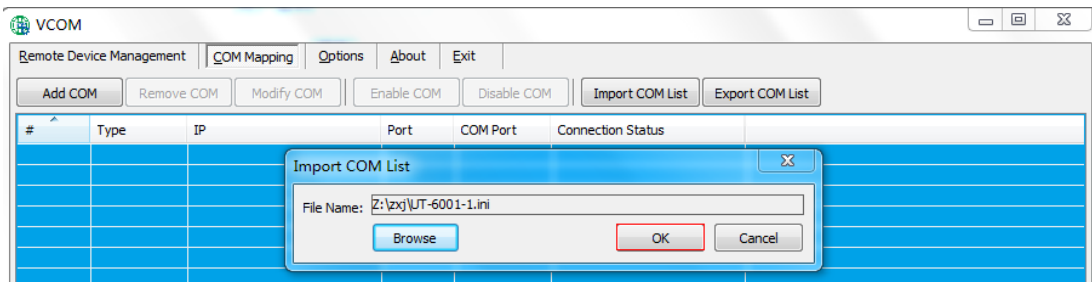 VCOM
Remote Device Management COM Mapping Options About Exit
Add COM Remove COM Modify COM Enable COM Disable COM Import COM List Export COM List
# Type IP Port COM Port Connection Status
Import COM List
File Name: Z:\zxj\UT-6001-1.ini
Browse OK Cancel